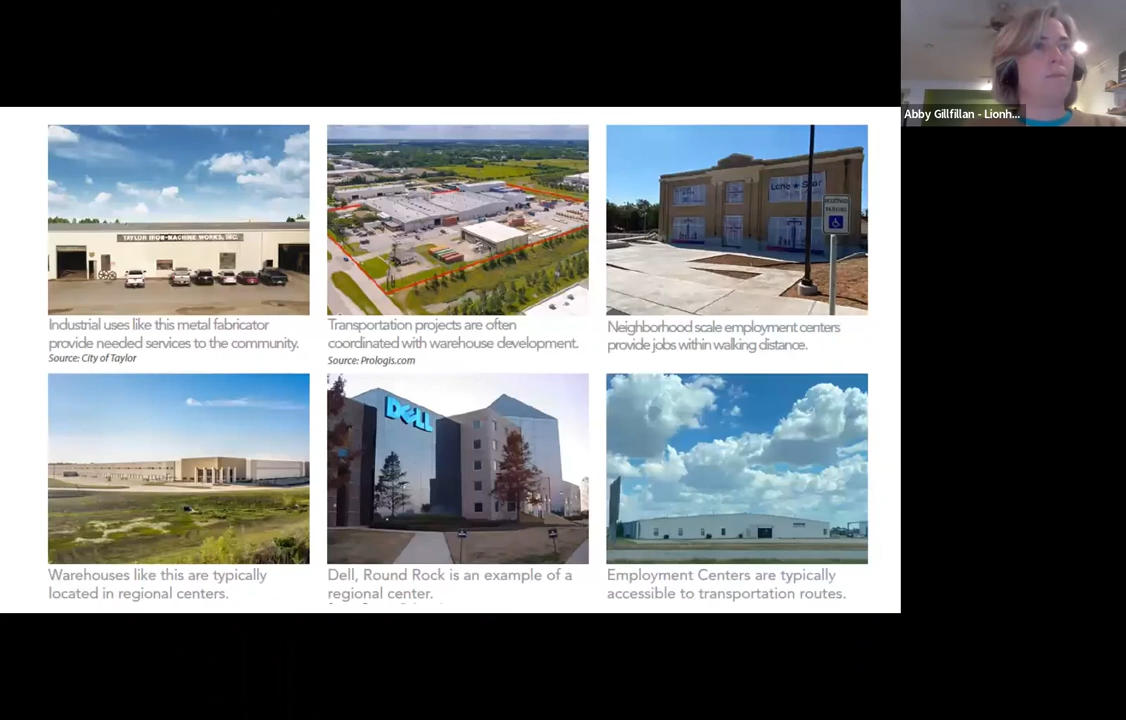 Abby Gillfillan - Lionh...
TAYLOR IRON-MACHINE WORKS, INC.
Lone ★ Star
RESERVED
PARKING
Industrial uses like this metal fabricator
provide needed services to the community.
Source: City of Taylor
Transportation projects are often
coordinated with warehouse development.
Source: Prologis.com
Neighborhood scale employment centers
provide jobs within walking distance.
DELL
Warehouses like this are typically
located in regional centers.
Dell, Round Rock is an example of a
regional center.
Employment Centers are typically
accessible to transportation routes.